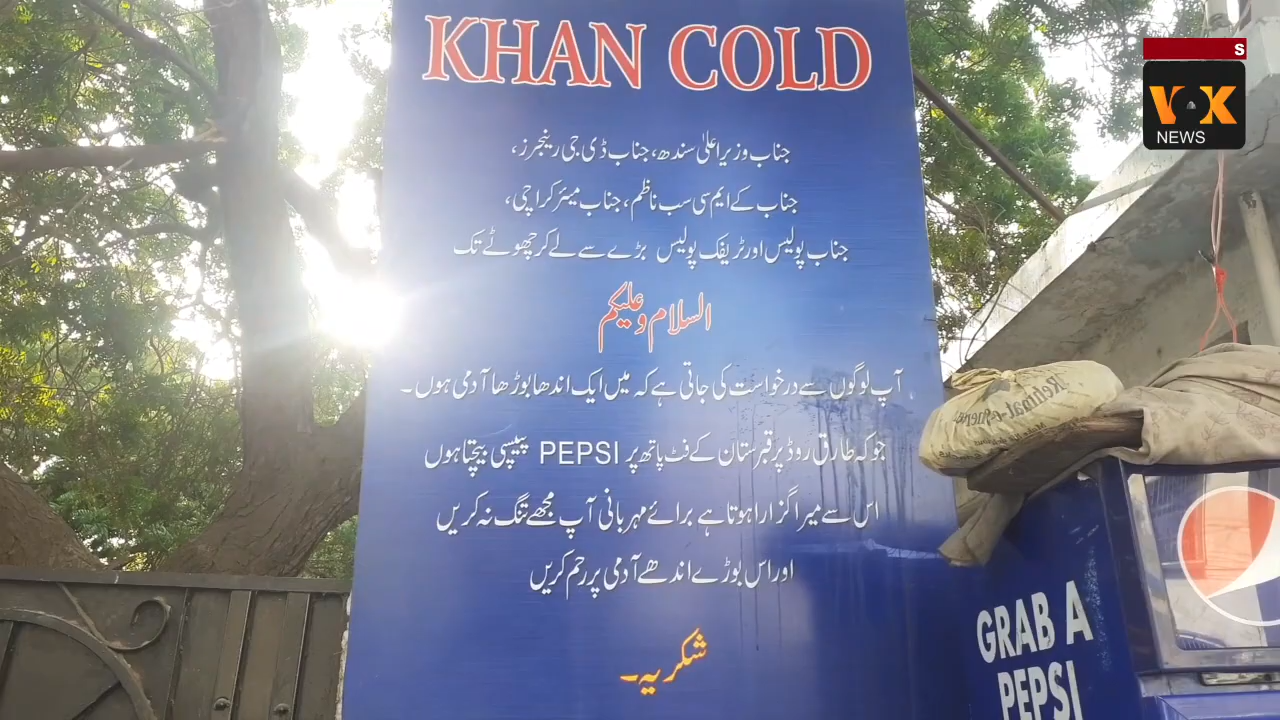 KHAN COLD
جناب وزیراعلیٰ سندھ، جناب ڈی جی رینجرز،
جناب کے ایم سی سب ناظم، جناب میئر کراچی،
جناب پولیس اور ٹریفک پولیس بڑے سے لے کر چھوٹے تک
السلام وعلیکم
آپ لوگوں سے درخواست کی جاتی ہے کہ میں ایک اندھا بوڑھا آدمی ہوں ۔
جو کہ طارق روڈ پر قبرستان کے فٹ پاتھ پر PEPSI پیپسی بیچتا ہوں
اس سے میرا گزارا ہوتا ہے برائے مہربانی آپ مجھے تنگ نہ کریں
اور اس بوڑے اندھے آدمی پر رحم کریں
شکریہ۔
S
VOK
NEWS
GRAB A
PEPSI